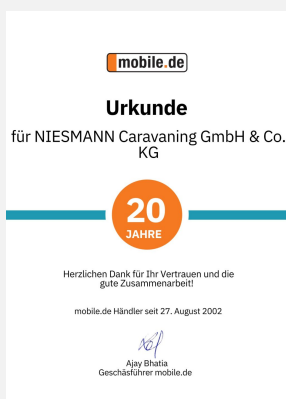 mobile.de
Urkunde
für NIESMANN Caravaning GmbH & Co.
KG
20
JAHRE
Herzlichen Dank für Ihr Vertrauen und die
gute Zusammenarbeit!
mobile.de Händler seit 27. August 2002
Ajay Bhatia
Geschäsführer mobile.de